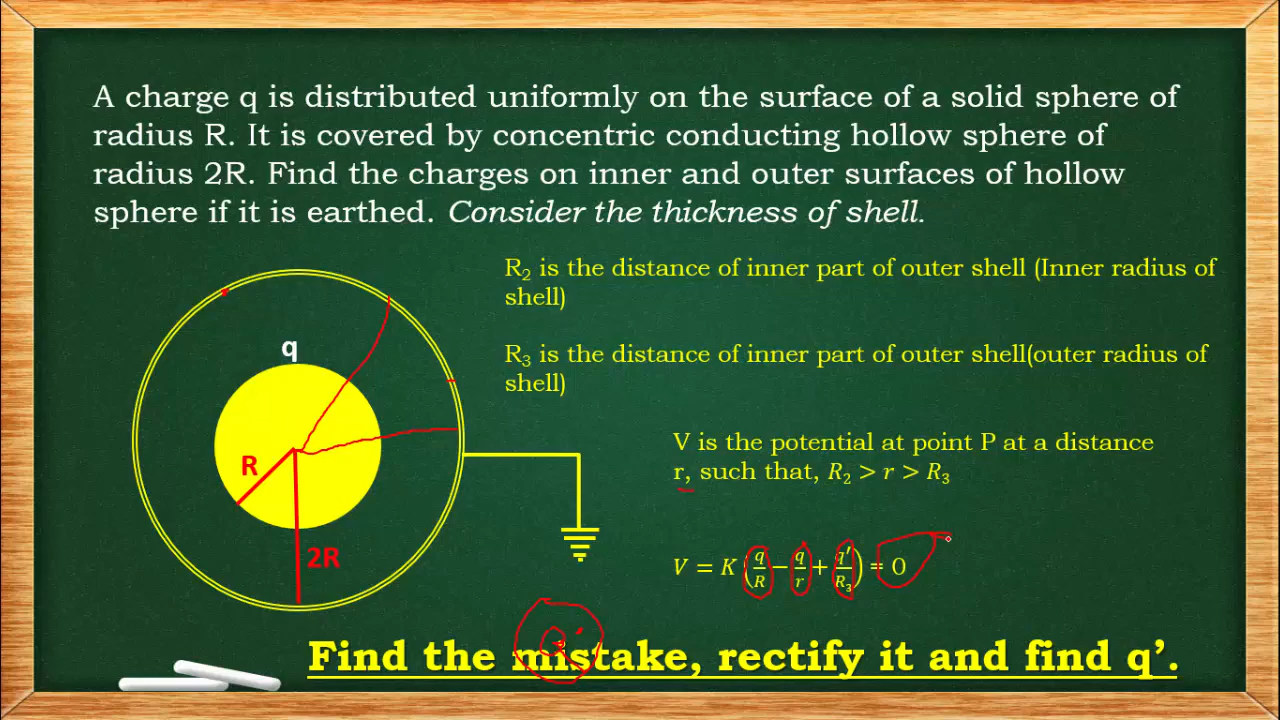 A charge q is distributed uniformly on the surface of a solid sphere of
radius R. It is covered by concentric conducting hollow sphere of
radius 2R. Find the charges on inner and outer surfaces of hollow
sphere if it is earthed. Consider the thickness of shell.
R₂ is the distance of inner part of outer shell (Inner radius of
shell)
R₃ is the distance of inner part of outer shell(outer radius of
shell)
q
R
2R
V is the potential at point P at a distance
r, such that, R₂ > r > R₃
V = K(q/R − q/r + q′/R₃) = 0
Find the mistake, rectify it and find q’.